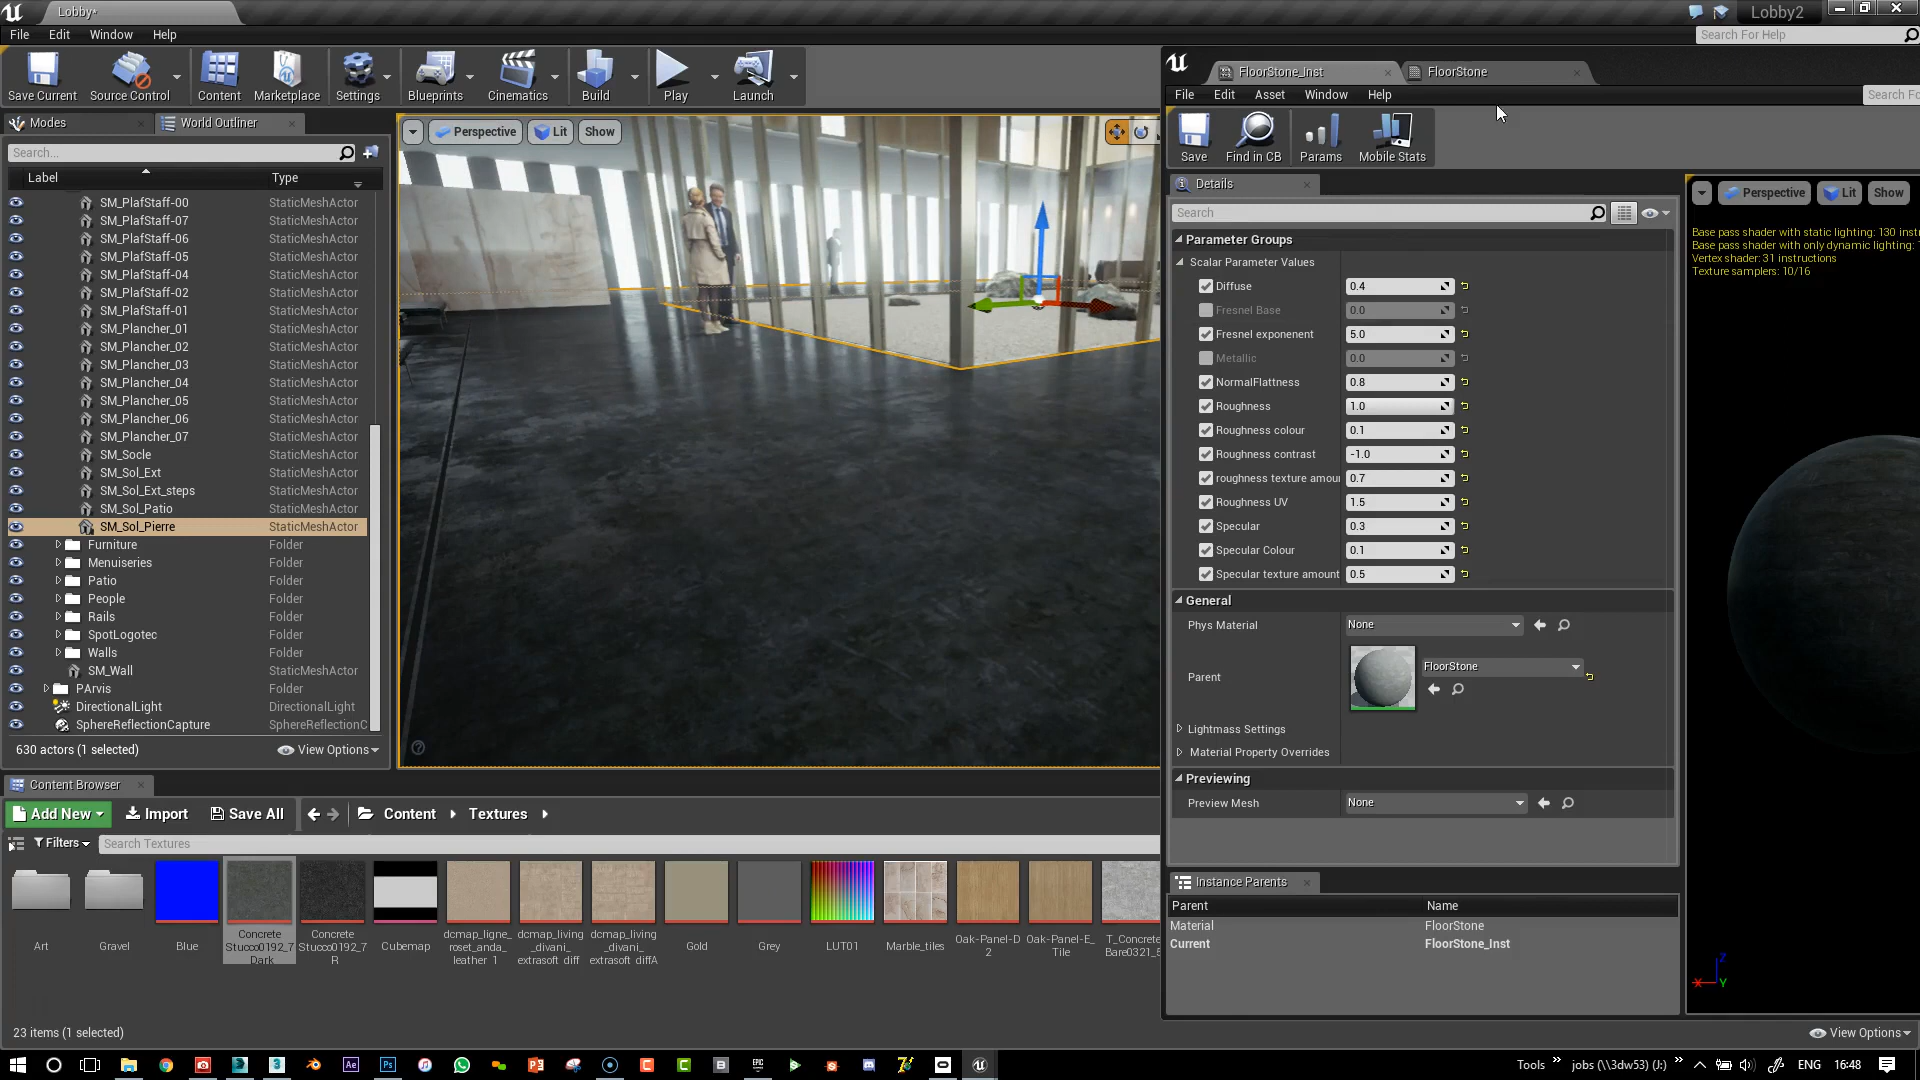 Lobby*
Lobby2
File Edit Window Help
Search For Help
Save Current
Source Control
Content
Marketplace
Settings
Blueprints
Cinematics
Build
Play
Launch
FloorStone_Inst
FloorStone
File Edit Asset Window Help
Search Fo
Save
Find in CB
Params
Mobile Stats
Modes
World Outliner
Search...
Label Type
SM_PlafStaff-00 StaticMeshActor
SM_PlafStaff-07 StaticMeshActor
SM_PlafStaff-06 StaticMeshActor
SM_PlafStaff-05 StaticMeshActor
SM_PlafStaff-04 StaticMeshActor
SM_PlafStaff-02 StaticMeshActor
SM_PlafStaff-01 StaticMeshActor
SM_Plancher_01 StaticMeshActor
SM_Plancher_02 StaticMeshActor
SM_Plancher_03 StaticMeshActor
SM_Plancher_04 StaticMeshActor
SM_Plancher_05 StaticMeshActor
SM_Plancher_06 StaticMeshActor
SM_Plancher_07 StaticMeshActor
SM_Socle StaticMeshActor
SM_Sol_Ext StaticMeshActor
SM_Sol_Ext_steps StaticMeshActor
SM_Sol_Patio StaticMeshActor
SM_Sol_Pierre StaticMeshActor
Furniture Folder
Menuiseries Folder
Patio Folder
People Folder
Rails Folder
SpotLogotec Folder
Walls Folder
SM_Wall StaticMeshActor
PArvis Folder
DirectionalLight DirectionalLight
SphereReflectionCapture SphereReflectionC
630 actors (1 selected)
View Options
Perspective Lit Show
Details
Search
Parameter Groups
Scalar Parameter Values
Diffuse 0.4
Fresnel Base 0.0
Fresnel exponenent 5.0
Metallic 0.0
NormalFlattness 0.8
Roughness 1.0
Roughness colour 0.1
Roughness contrast -1.0
roughness texture amou 0.7
Roughness UV 1.5
Specular 0.3
Specular Colour 0.1
Specular texture amount 0.5
General
Phys Material None
Parent FloorStone
Lightmass Settings
Material Property Overrides
Previewing
Preview Mesh None
Instance Parents
Parent Name
Material FloorStone
Current FloorStone_Inst
Perspective Lit Show
Base pass shader with static lighting: 130 instr
Base pass shader with only dynamic lighting:
Vertex shader: 31 instructions
Texture samplers: 10/16
Z
X Y
View Options
Content Browser
Add New Import Save All Content Textures
Filters Search Textures
Art
Gravel
Blue
Concrete
Stucco0192_7
Dark
Concrete
Stucco0192_7
R
Cubemap
dcmap_ligne_
roset_anda_
leather_1
dcmap_living
_divani_
extrasoft_diff
dcmap_living
_divani_
extrasoft_diffA
Gold
Grey
LUT01
Marble_tiles
Oak-Panel-D
2
Oak-Panel-E_
Tile
T_Concrete
Bare0321_5
23 items (1 selected)
Tools jobs (\\3dw53) (J:) ENG 16:48